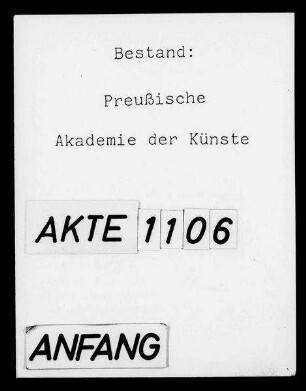 Bestand:
Preußische
Akademie der Künste
AKTE 1106
ANFANG